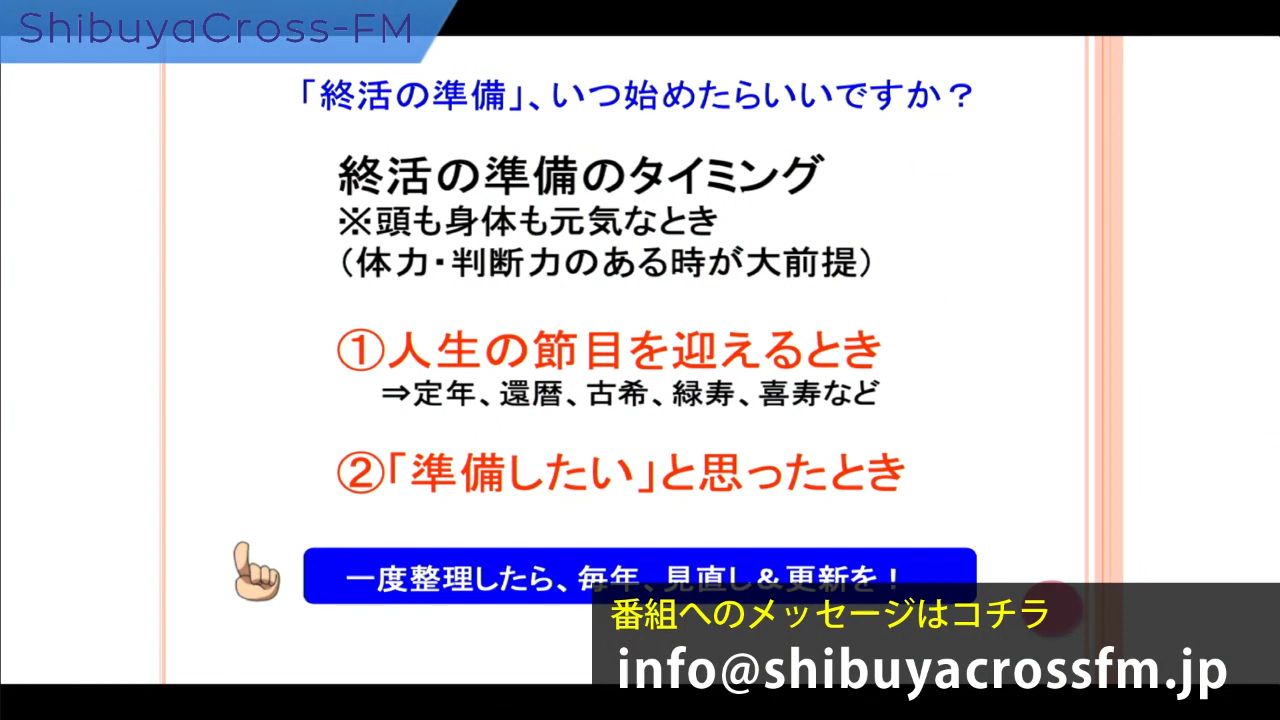 ShibuyaCross-FM
「終活の準備」、いつ始めたらいいですか？
終活の準備のタイミング
※頭も身体も元気なとき
（体力・判断力のある時が大前提）
①人生の節目を迎えるとき
⇒定年、還暦、古希、緑寿、喜寿など
②「準備したい」と思ったとき
一度整理したら、毎年、見直し＆更新を！
番組へのメッセージはコチラ
info@shibuyacrossfm.jp